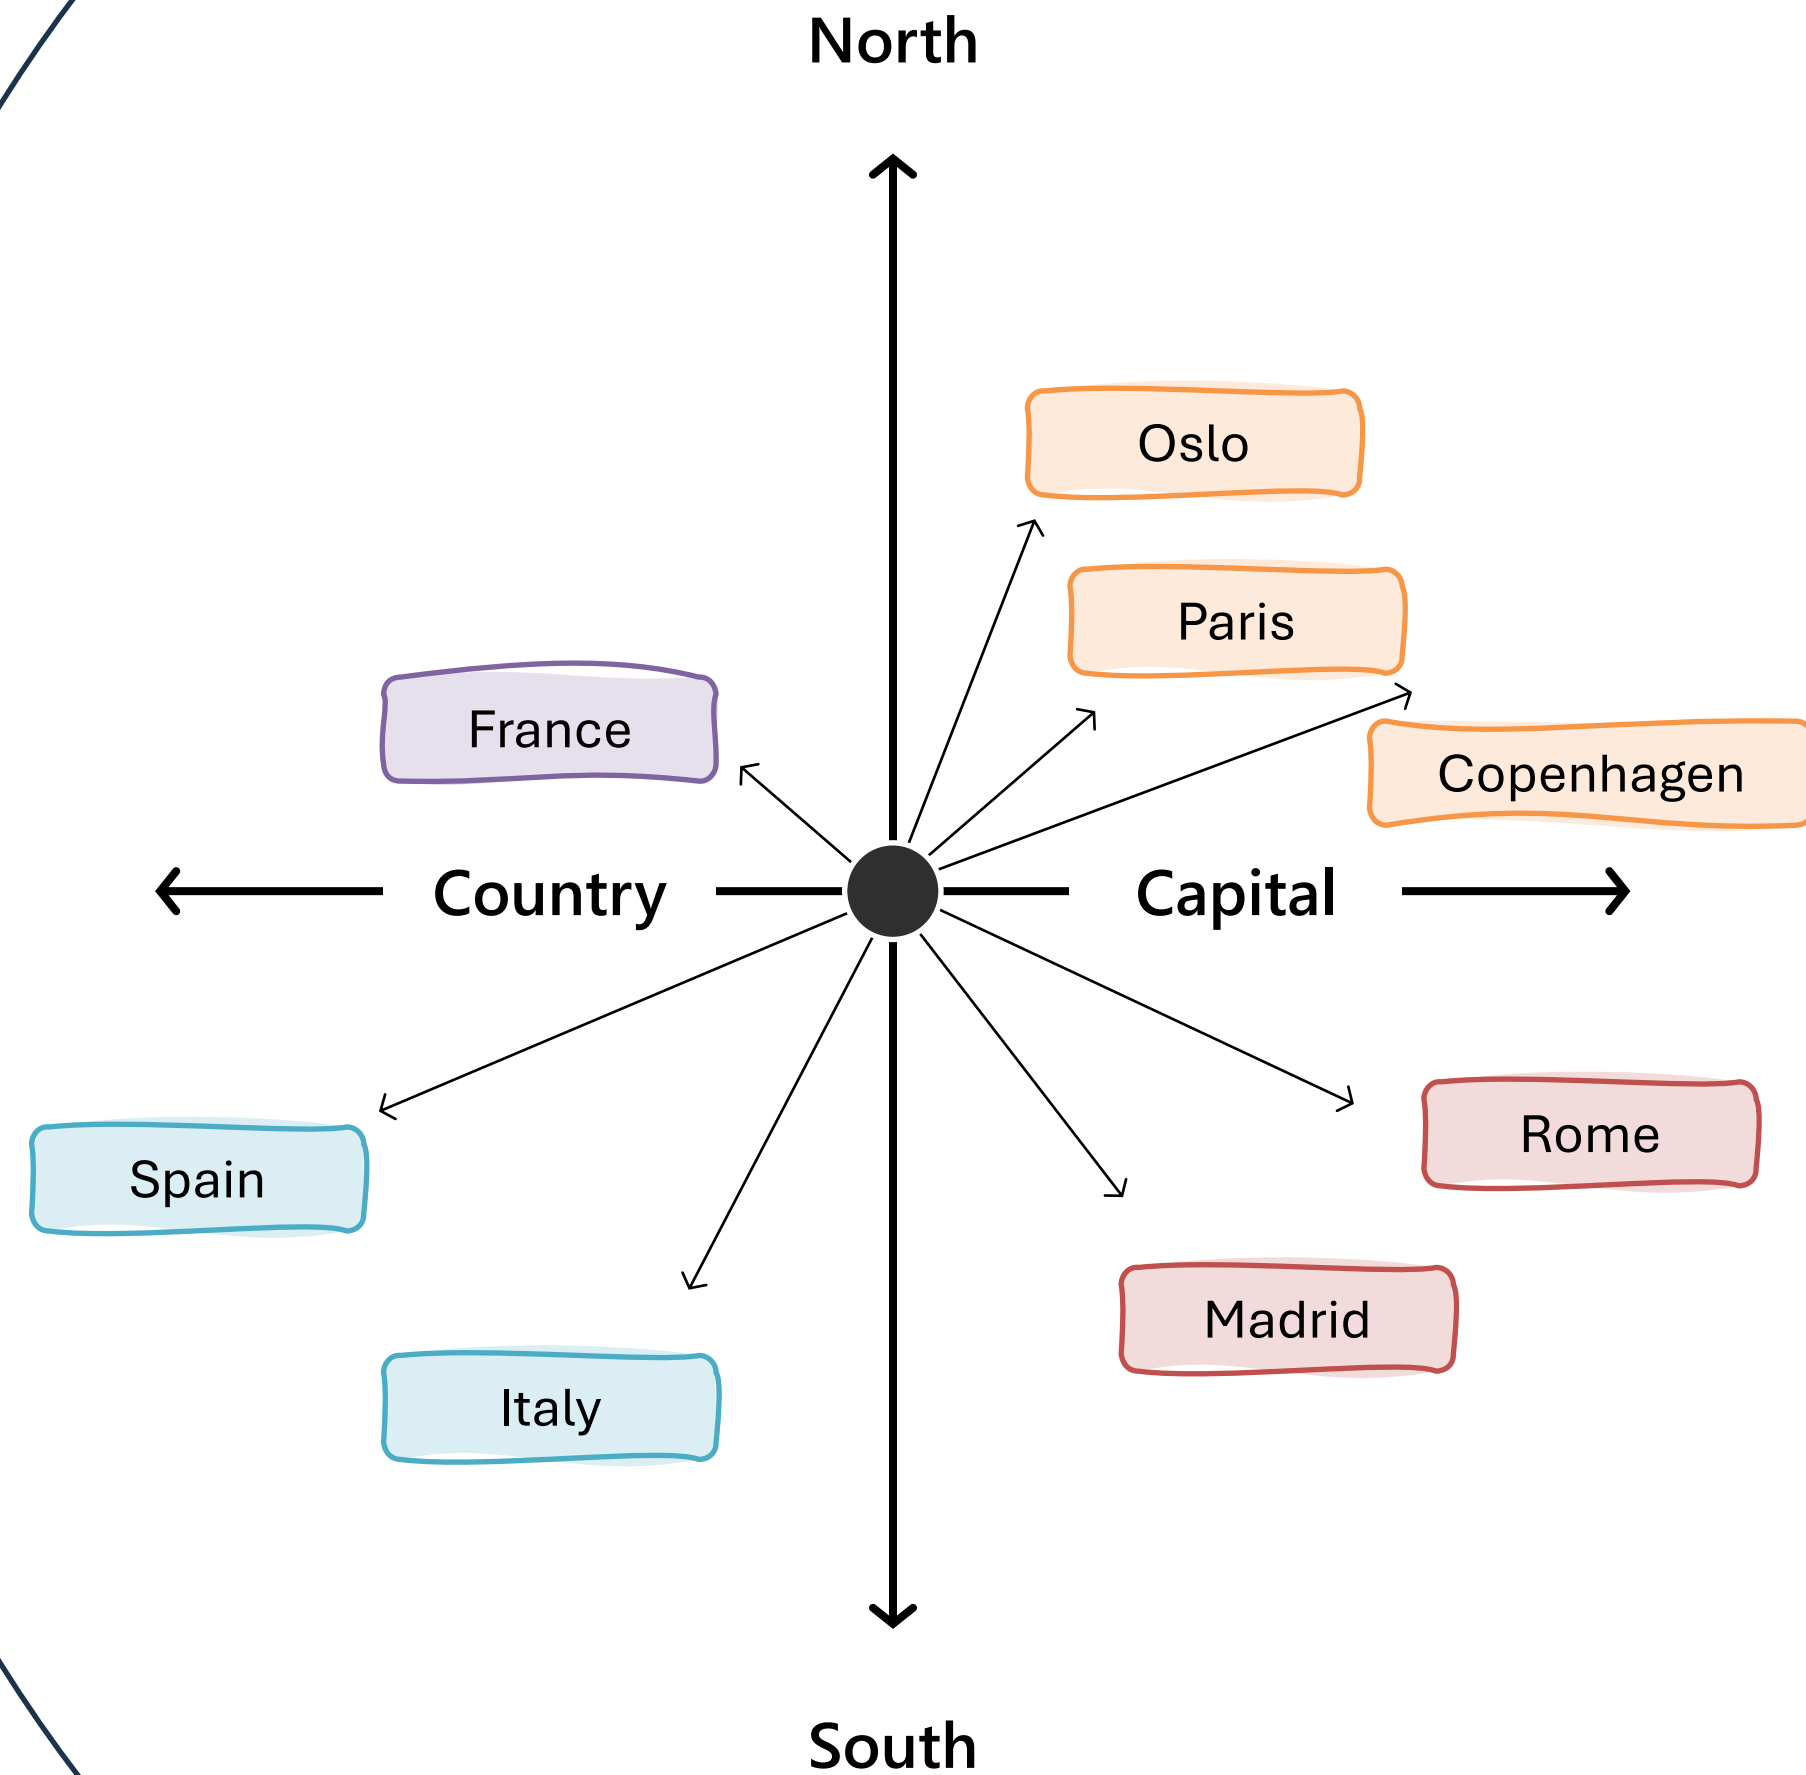 North
Oslo
Paris
France
Copenhagen
Country
Capital
Rome
Spain
Madrid
Italy
South